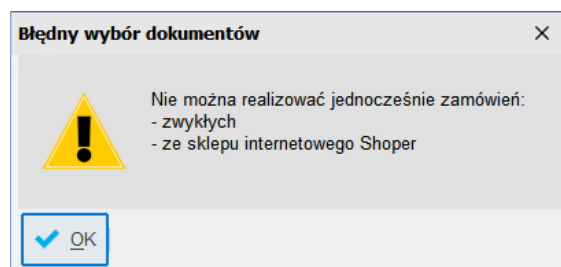 Błędny wybór dokumentów
Nie można realizować jednocześnie zamówień:
- zwykłych
- ze sklepu internetowego Shoper
OK